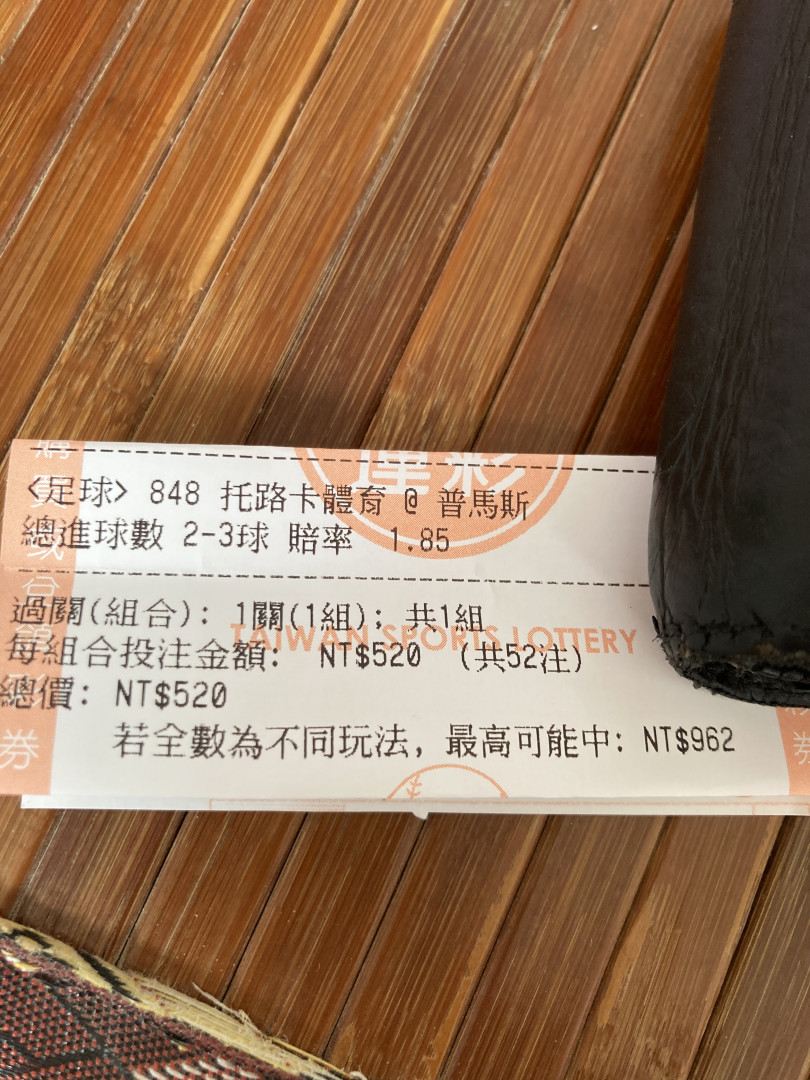 運彩
<足球> 848 托路卡體育 @ 普馬斯
總進球數 2-3球 賠率 1.85
過關(組合): 1關(1組); 共1組
TAIWAN SPORTS LOTTERY
每組合投注金額: NT$520 (共52注)
總價: NT$520
若全數為不同玩法, 最高可能中: NT$962
券